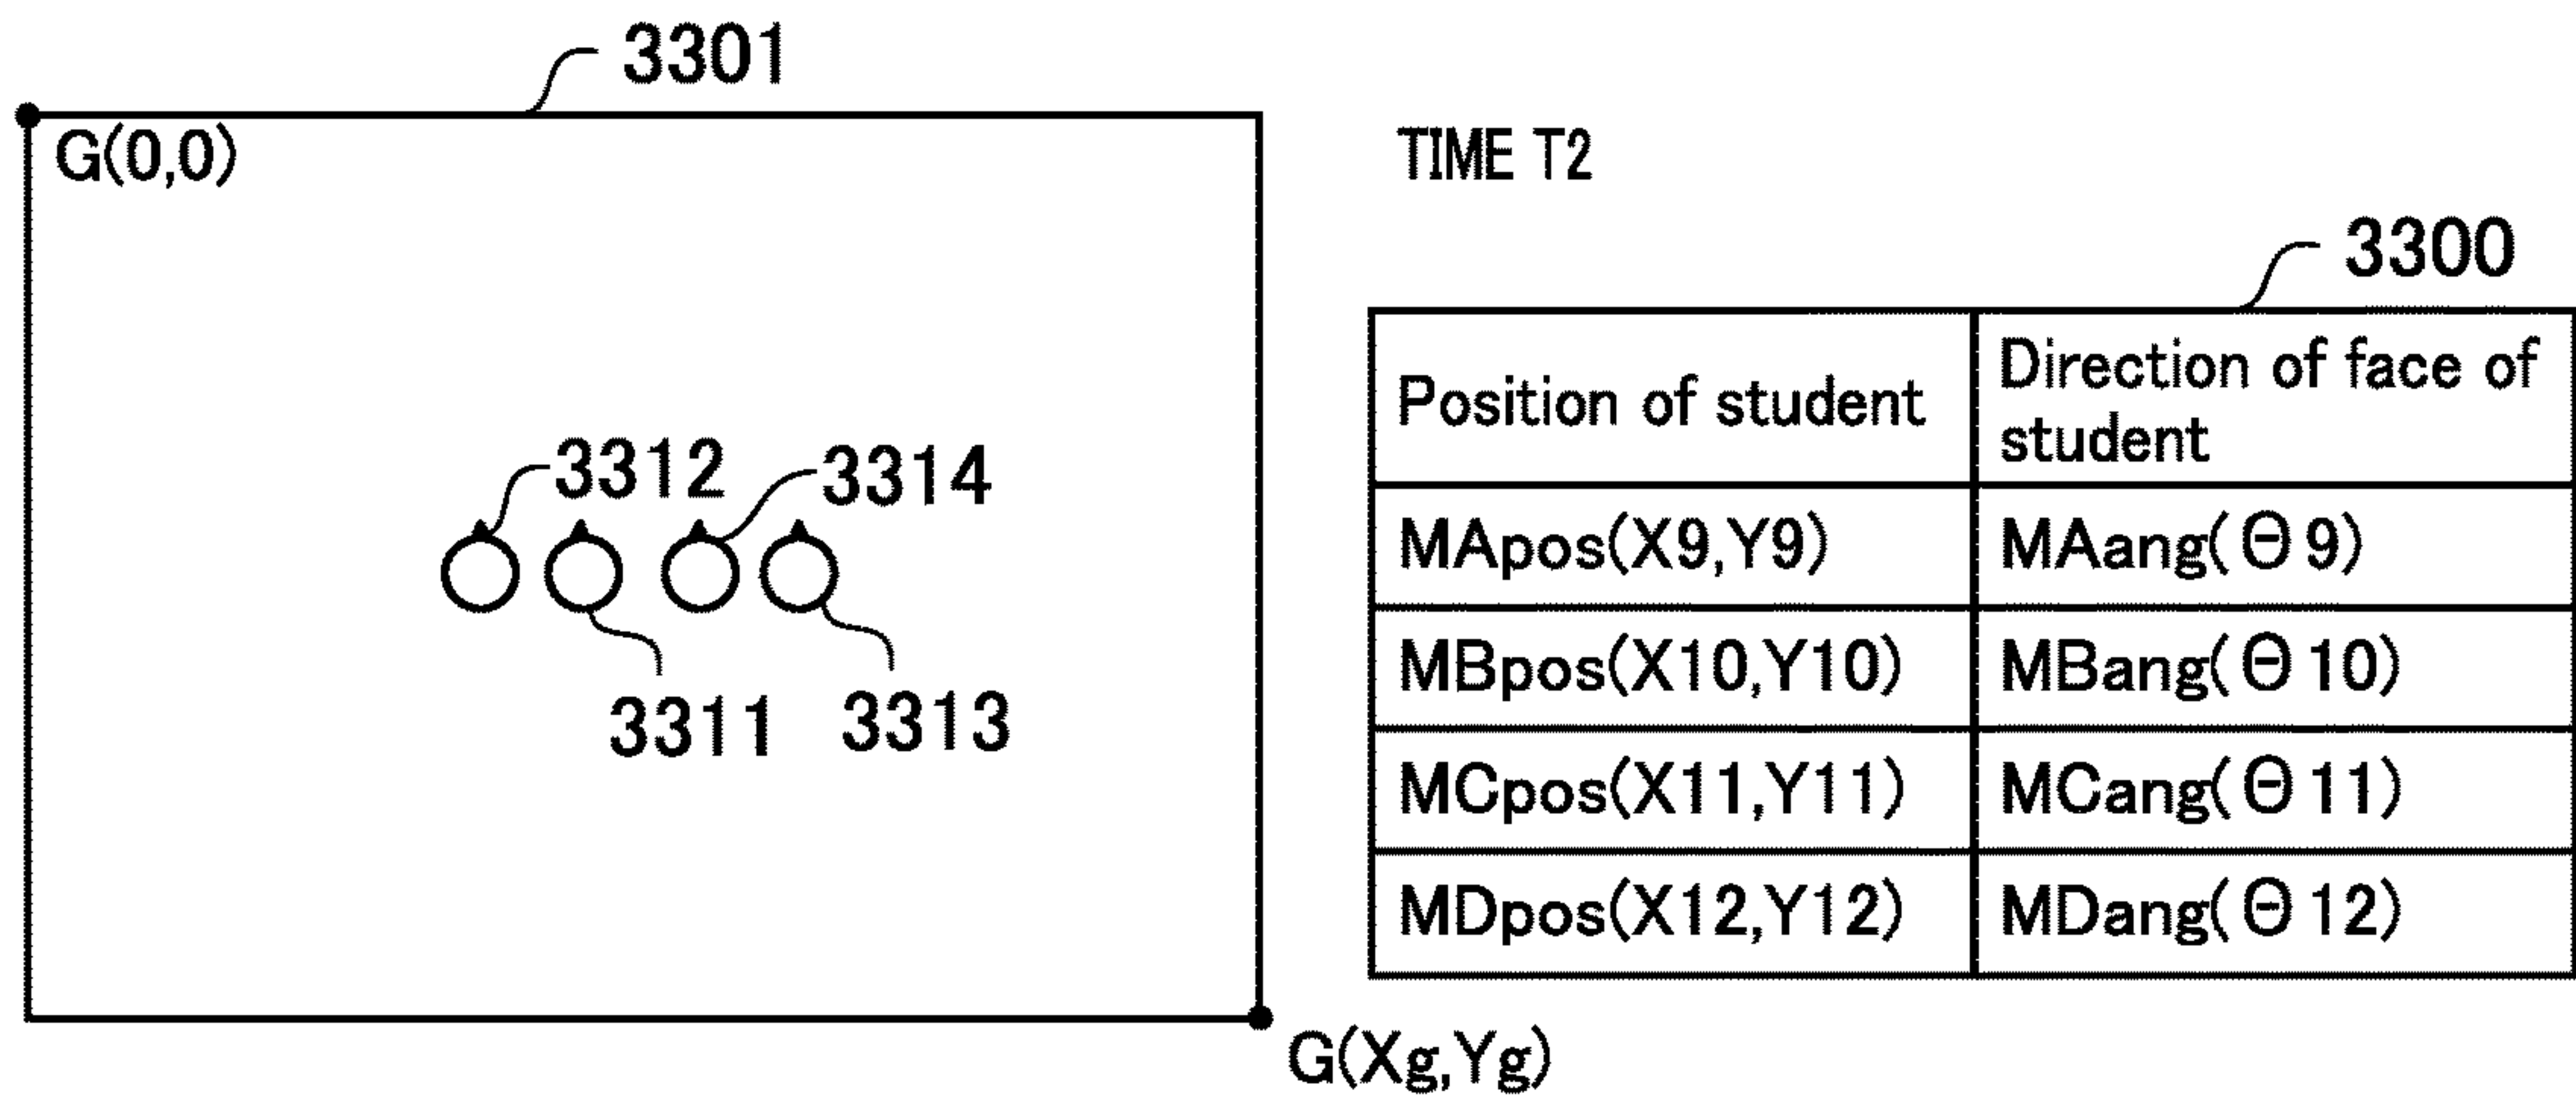 3301
G(0,0)
TIME T2
3300
Position of student
Direction of face of
student
3312
3314
MApos(X9,Y9)
MAang(Θ9)
MBpos(X10,Y10)
MBang(Θ10)
3311
3313
MCpos(X11,Y11)
MCang(Θ11)
MDpos(X12,Y12)
MDang(Θ12)
G(Xg,Yg)